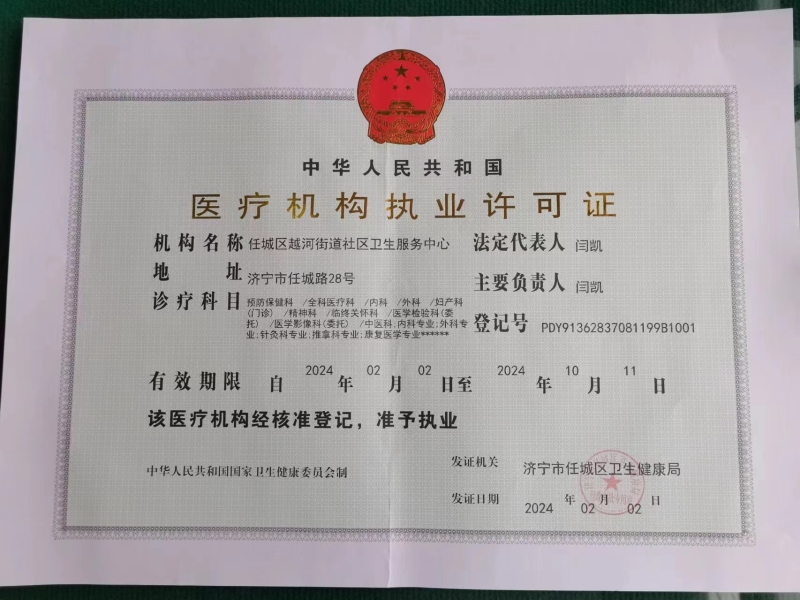 中华人民共和国
医疗机构执业许可证
机构名称 任城区越河街道社区卫生服务中心 法定代表人 闫凯
地 址 济宁市任城路28号 主要负责人 闫凯
诊疗科目 预防保健科 /全科医疗科 /内科 /外科 /妇产科
(门诊) /精神科 /临终关怀科 /医学检验科(委
托) /医学影像科(委托) /中医科;内科专业;外科专
业;针灸科专业;推拿科专业;康复医学专业******
登记号 PDY91362837081199B1001
有效期限 自 2024 年 02 月 02 日至 2024 年 10 月 11 日
该医疗机构经核准登记，准予执业
中华人民共和国国家卫生健康委员会制
发证机关 济宁市任城区卫生健康局
发证日期 2024 年 02 月 02 日